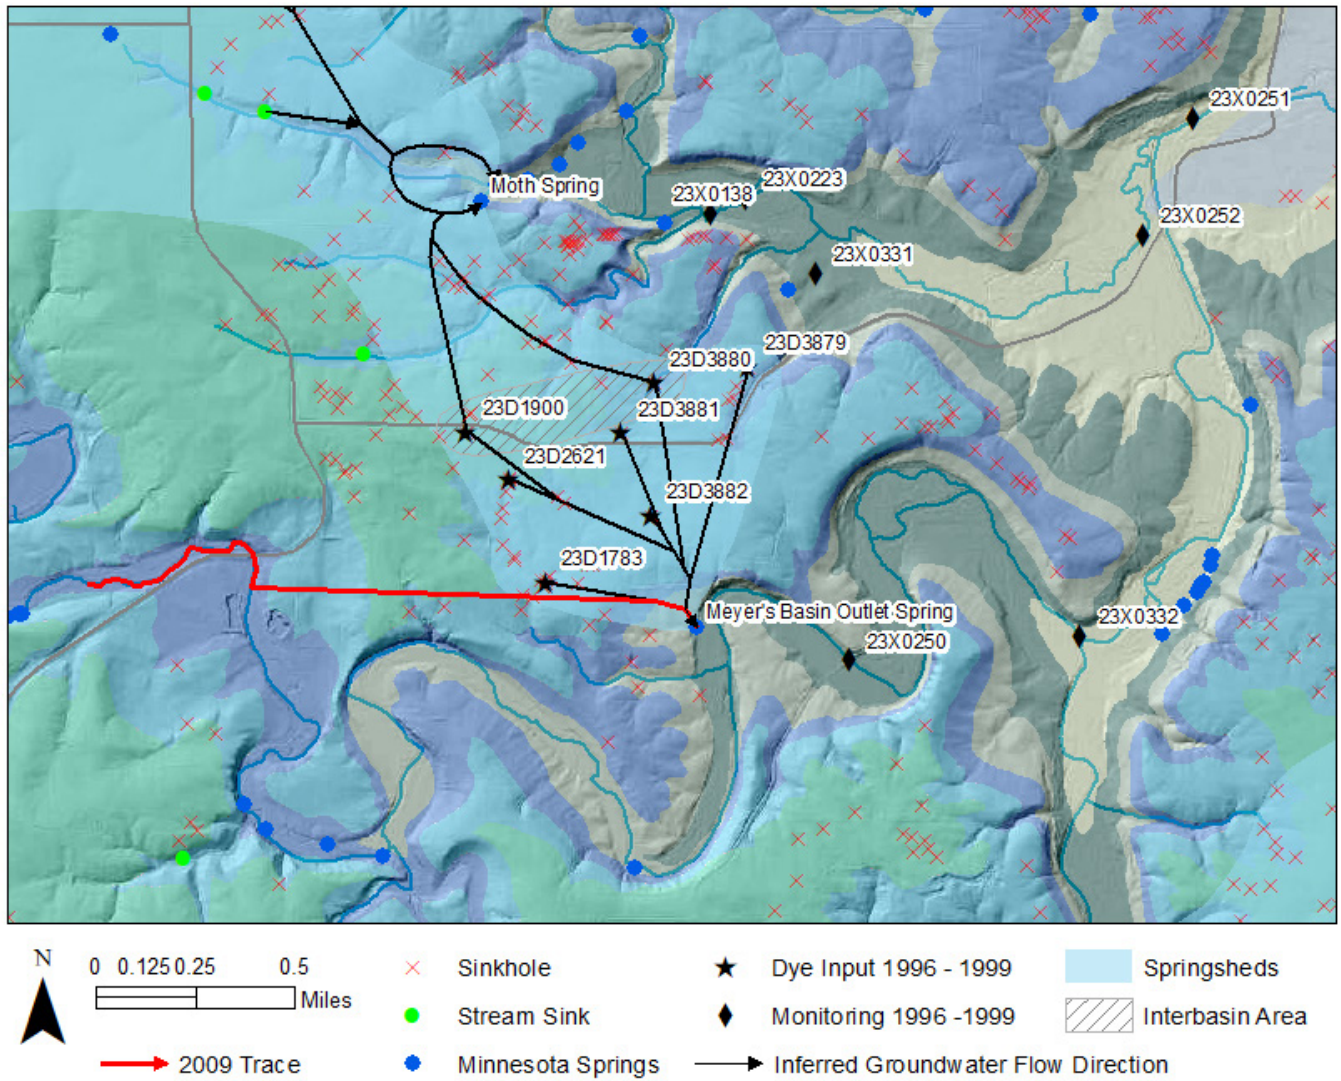 23X0251
Moth Spring
23X0138
23X0223
23X0252
23X0331
23D3879
23D3880
23D1900
23D3881
23D2621
23D3882
23D1783
Meyer's Basin Outlet Spring
23X0250
23X0332
N
0 0.125 0.25 0.5
Miles
Sinkhole
Stream Sink
2009 Trace
Minnesota Springs
Dye Input 1996 - 1999
Monitoring 1996 -1999
Inferred Groundwater Flow Direction
Springsheds
Interbasin Area